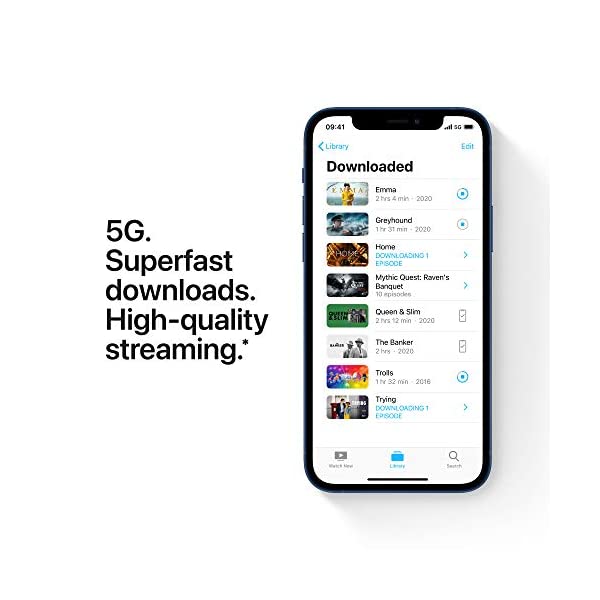 5G.
Superfast
downloads.
High-quality
streaming.*
09:41
5G
Library
Edit
Downloaded
Emma
2 hrs 4 min · 2020
Greyhound
1 hr 31 min · 2020
Home
DOWNLOADING 1
EPISODE
Mythic Quest: Raven's
Banquet
10 episodes
Queen & Slim
2 hrs 12 min · 2020
The Banker
2 hrs · 2020
Trolls
1 hr 32 min · 2016
Trying
DOWNLOADING 1
EPISODE
EMMA
HOME
QUEEN
& SLIM
BANKER
TRYING
Watch Now
Library
Search